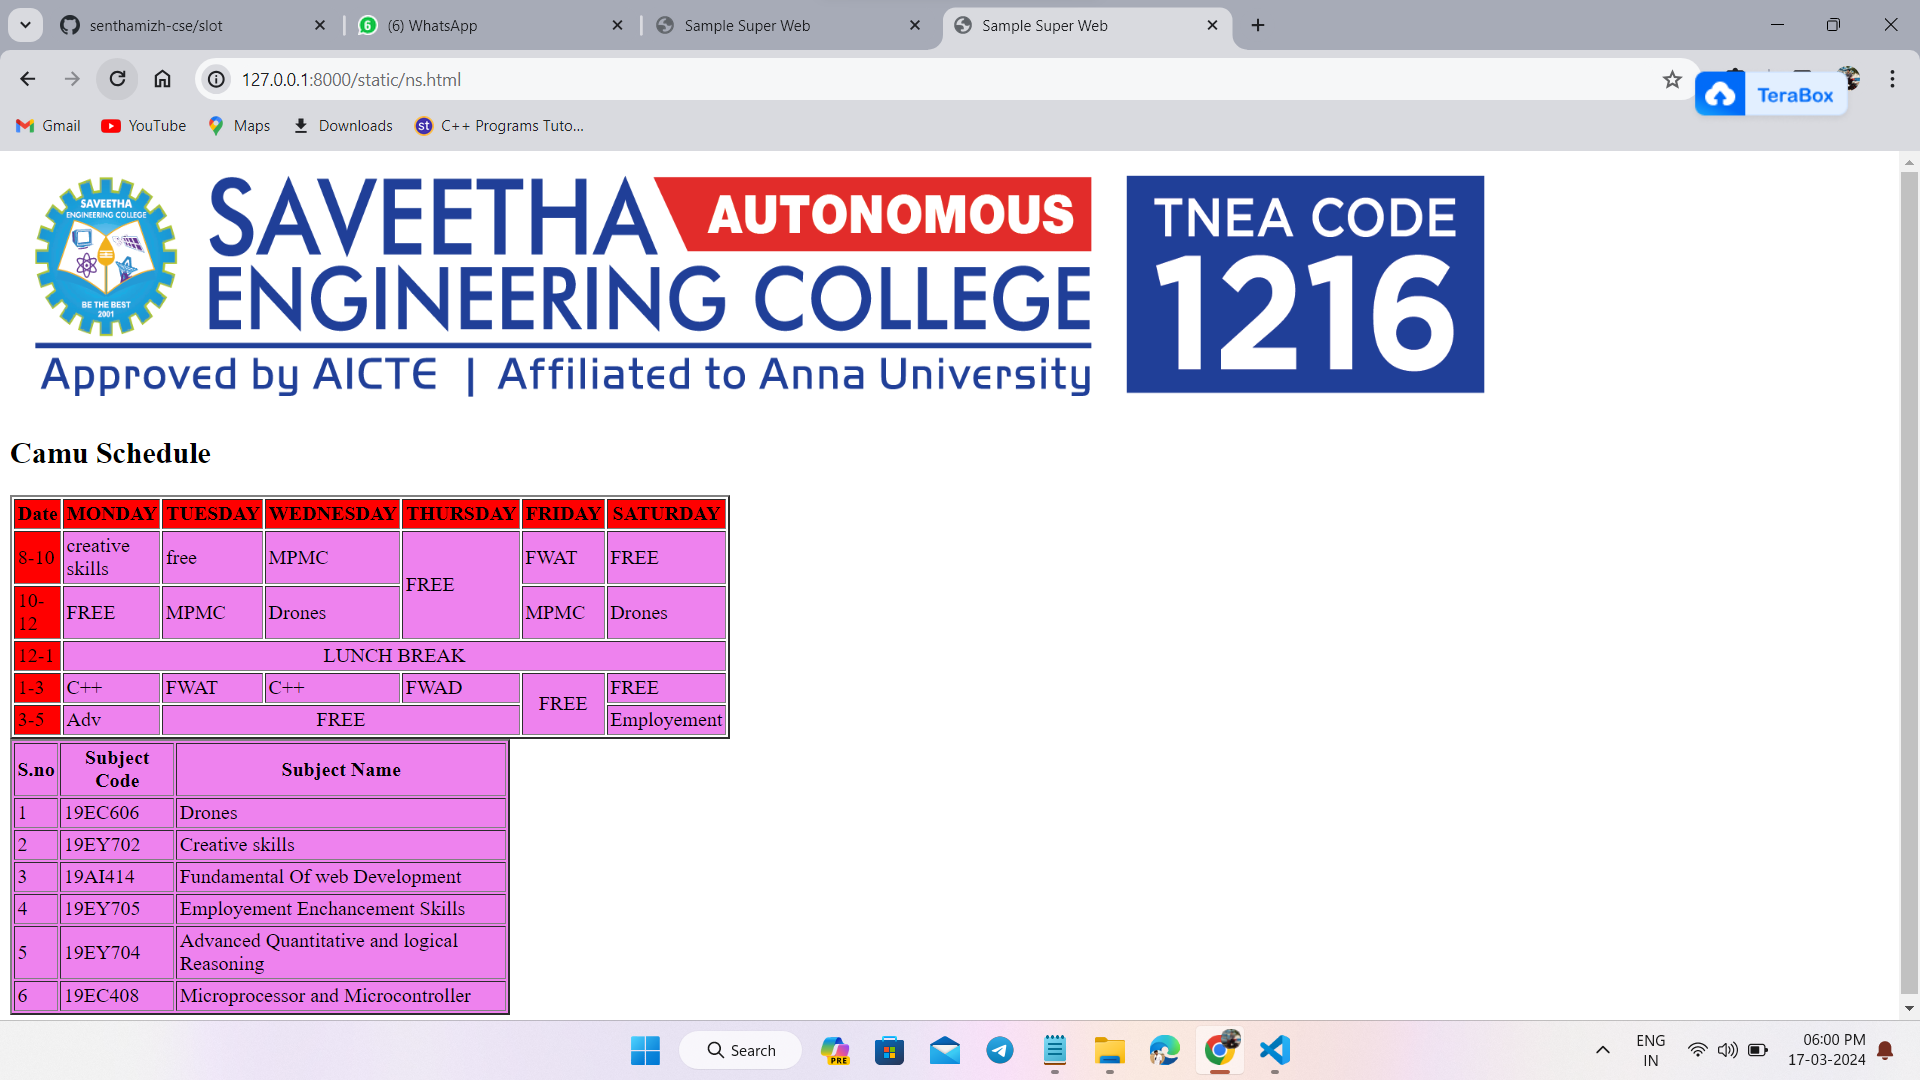 senthamizh-cse/slot
(6) WhatsApp
Sample Super Web
Sample Super Web
127.0.0.1:8000/static/ns.html
TeraBox
Gmail
YouTube
Maps
Downloads
C++ Programs Tuto...
SAVEETHA
ENGINEERING COLLEGE
BE THE BEST
2001
SAVEETHA AUTONOMOUS
ENGINEERING COLLEGE
Approved by AICTE | Affiliated to Anna University
TNEA CODE
1216
Camu Schedule
Date MONDAY TUESDAY WEDNESDAY THURSDAY FRIDAY SATURDAY
8-10 creative skills free MPMC FREE FWAT FREE
10-12 FREE MPMC Drones MPMC Drones
12-1 LUNCH BREAK
1-3 C++ FWAT C++ FWAD FREE FREE
3-5 Adv FREE Employement
S.no Subject Code Subject Name
1 19EC606 Drones
2 19EY702 Creative skills
3 19AI414 Fundamental Of web Development
4 19EY705 Employement Enchancement Skills
5 19EY704 Advanced Quantitative and logical Reasoning
6 19EC408 Microprocessor and Microcontroller
Search
PRE
ENG
IN
06:00 PM
17-03-2024